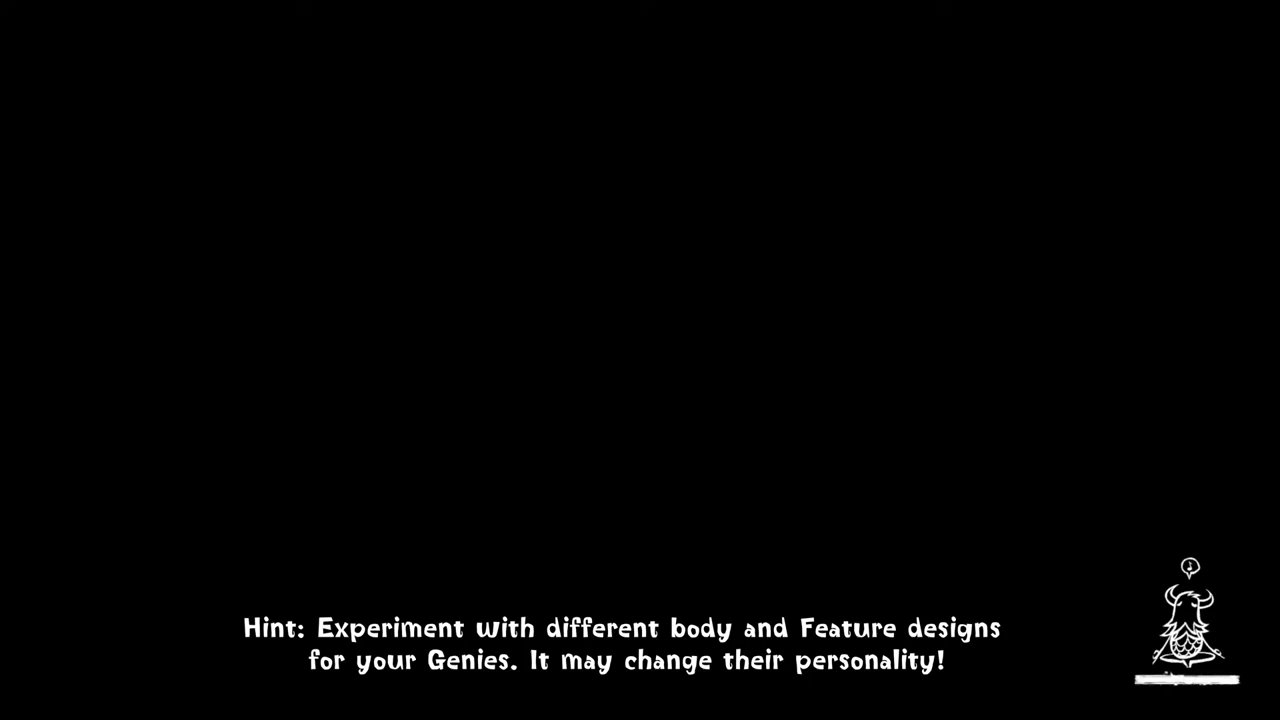 Hint: Experiment with different body and Feature designs
for your Genies. It may change their personality!